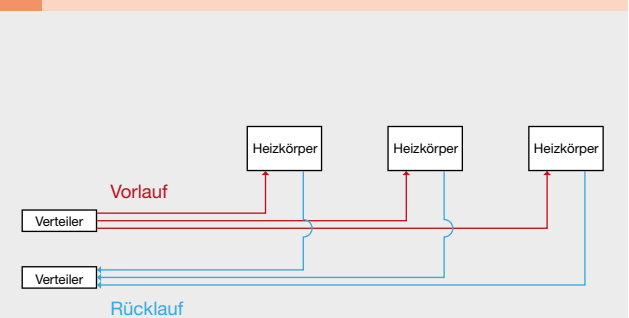 Heizkörper
Heizkörper
Heizkörper
Vorlauf
Verteiler
Verteiler
Rücklauf